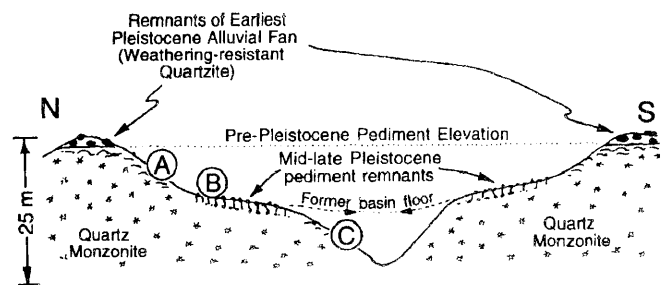 Remnants of Earliest
Pleistocene Alluvial Fan
(Weathering-resistant
Quartzite)
N
S
Pre-Pleistocene Pediment Elevation
Mid-late Pleistocene
pediment remnants
A
B
Former basin floor
C
25 m
Quartz
Monzonite
Quartz
Monzonite